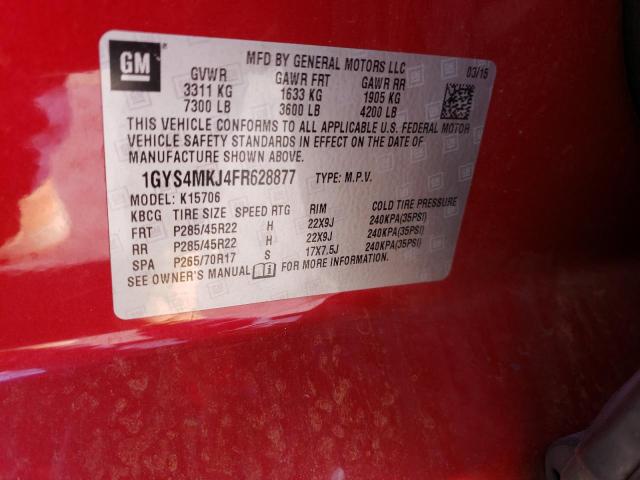 GM
MFD BY GENERAL MOTORS LLC
03/15
GVWR GAWR FRT GAWR RR
3311 KG 1633 KG 1905 KG
7300 LB 3600 LB 4200 LB
THIS VEHICLE CONFORMS TO ALL APPLICABLE U.S. FEDERAL MOTOR
VEHICLE SAFETY STANDARDS IN EFFECT ON THE DATE OF
MANUFACTURE SHOWN ABOVE.
1GYS4MKJ4FR628877 TYPE: M.P.V.
MODEL: K15706
KBCG TIRE SIZE SPEED RTG RIM COLD TIRE PRESSURE
FRT P285/45R22 H 22X9J 240KPA(35PSI)
RR P285/45R22 H 22X9J 240KPA(35PSI)
SPA P265/70R17 S 17X7.5J 240KPA(35PSI)
SEE OWNER'S MANUAL FOR MORE INFORMATION.